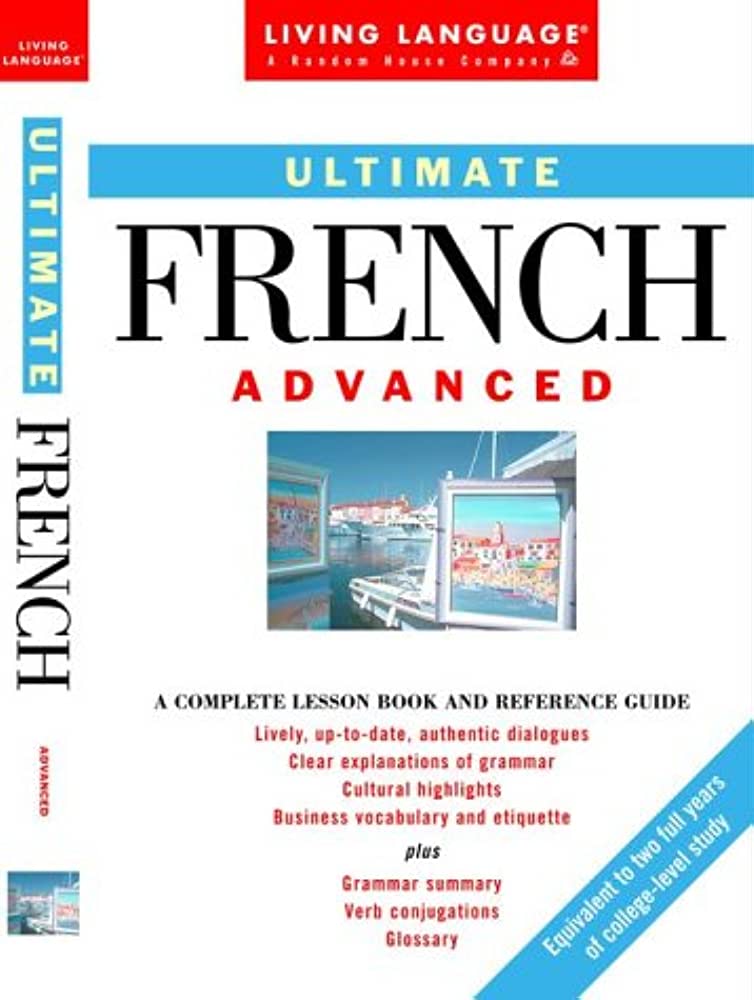 LIVING
LANGUAGE®
ULTIMATE
FRENCH
ADVANCED
LIVING LANGUAGE®
A Random House Company
ULTIMATE
FRENCH
ADVANCED
A COMPLETE LESSON BOOK AND REFERENCE GUIDE
Lively, up-to-date, authentic dialogues
Clear explanations of grammar
Cultural highlights
Business vocabulary and etiquette
plus
Grammar summary
Verb conjugations
Glossary
Equivalent to two full years
of college-level study